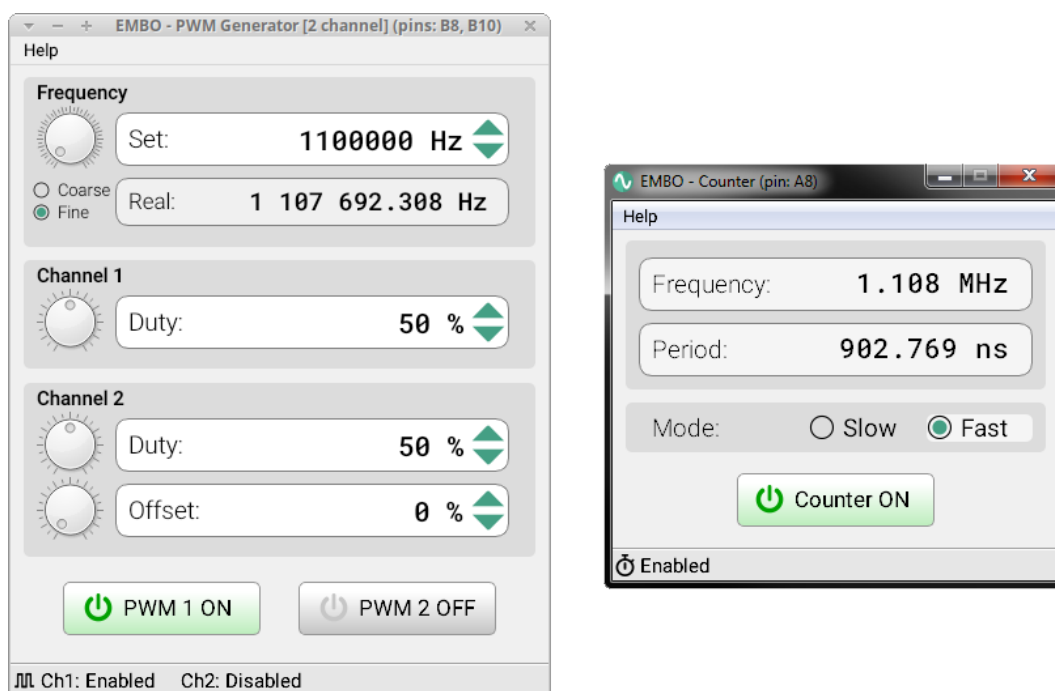 EMBO - PWM Generator [2 channel] (pins: B8, B10)
Help
Frequency
Set: 1100000 Hz
Coarse
Fine
Real: 1 107 692.308 Hz
Channel 1
Duty: 50 %
Channel 2
Duty: 50 %
Offset: 0 %
PWM 1 ON PWM 2 OFF
Ch1: Enabled Ch2: Disabled
EMBO - Counter (pin: A8)
Help
Frequency: 1.108 MHz
Period: 902.769 ns
Mode: Slow Fast
Counter ON
Enabled